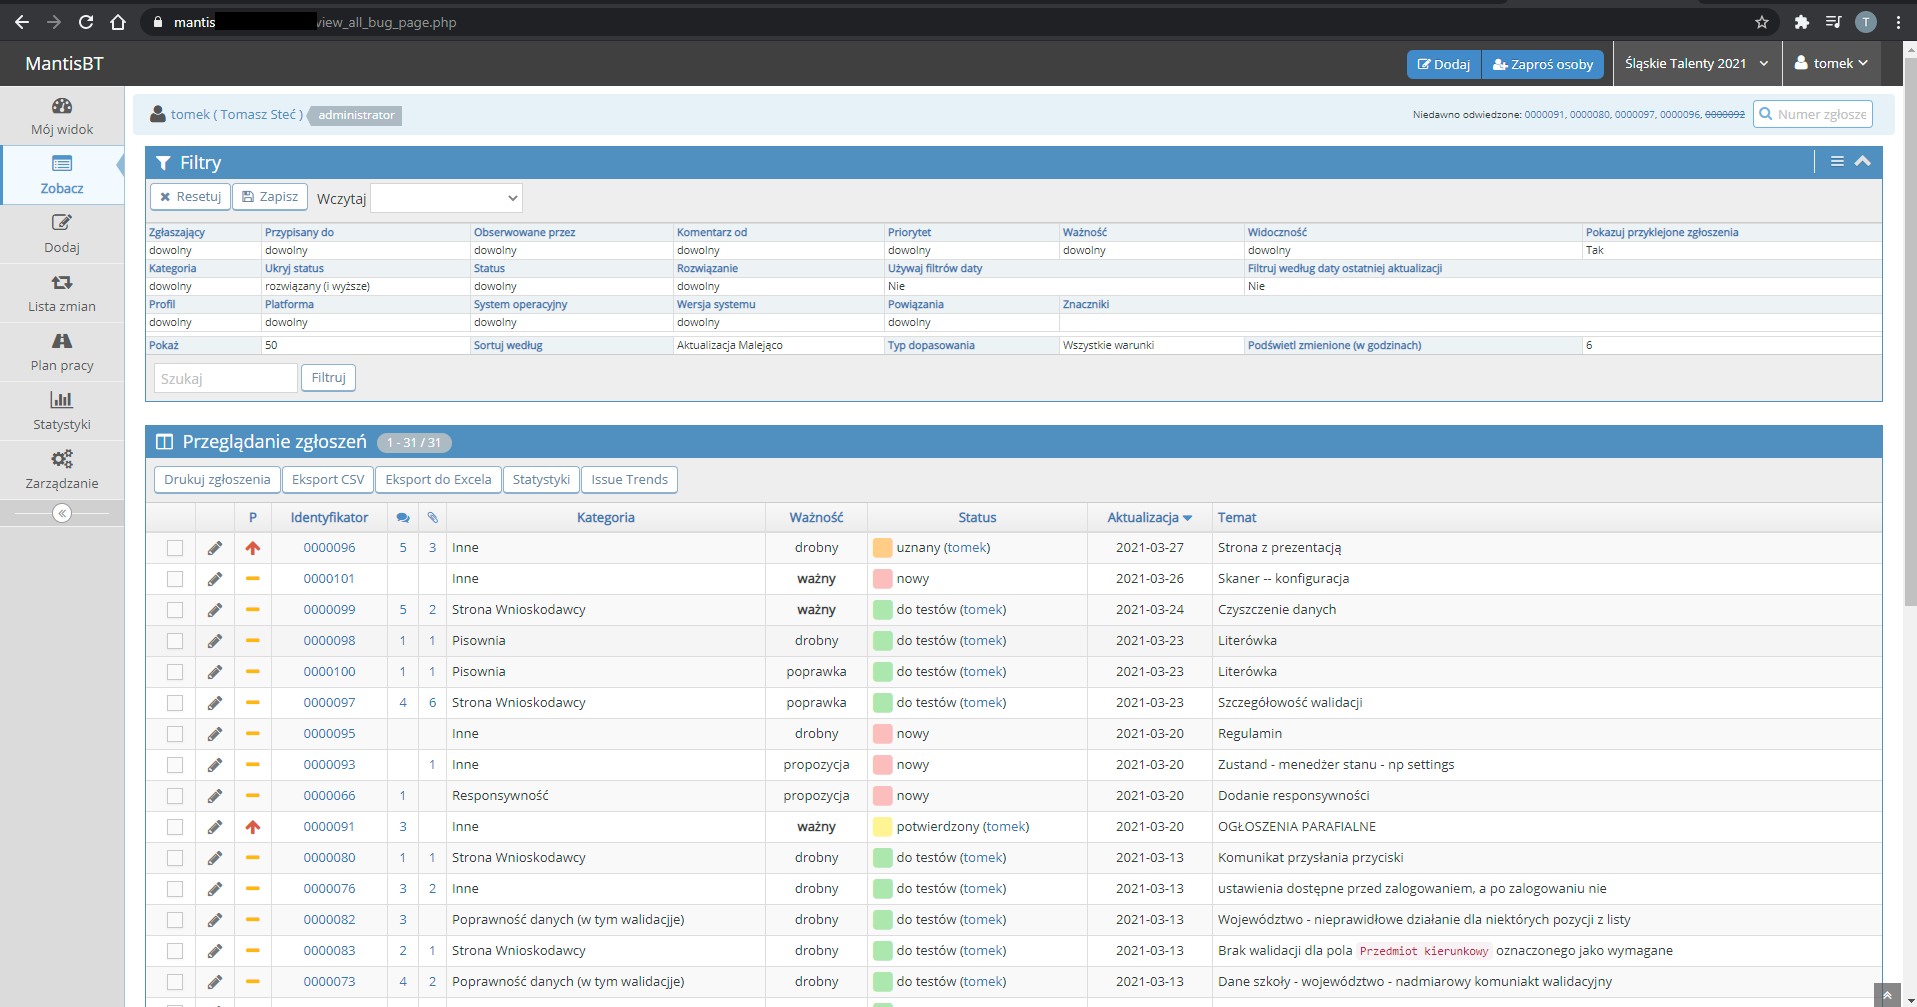 mantis view_all_bug_page.php
T
MantisBT
Dodaj Zaproś osoby Śląskie Talenty 2021 tomek
Mój widok
Zobacz
Dodaj
Lista zmian
Plan pracy
Statystyki
Zarządzanie
tomek ( Tomasz Steć ) administrator
Niedawno odwiedzone: 0000091, 0000080, 0000097, 0000096, 0000092
Numer zgłosze
Filtry
Resetuj Zapisz Wczytaj
Zgłaszający Przypisany do Obserwowane przez Komentarz od Priorytet Ważność Widoczność Pokazuj przyklejone zgłoszenia
dowolny dowolny dowolny dowolny dowolny dowolny dowolny Tak
Kategoria Ukryj status Status Rozwiązanie Używaj filtrów daty Filtruj według daty ostatniej aktualizacji
dowolny rozwiązany (i wyższe) dowolny dowolny Nie Nie
Profil Platforma System operacyjny Wersja systemu Powiązania Znaczniki
dowolny dowolny dowolny dowolny dowolny
Pokaż 50 Sortuj według Aktualizacja Malejąco Typ dopasowania Wszystkie warunki Podświetl zmienione (w godzinach) 6
Szukaj Filtruj
Przeglądanie zgłoszeń 1 - 31 / 31
Drukuj zgłoszenia Eksport CSV Eksport do Excela Statystyki Issue Trends
P Identyfikator Kategoria Ważność Status Aktualizacja Temat
0000096 5 3 Inne drobny uznany (tomek) 2021-03-27 Strona z prezentacją
0000101 Inne ważny nowy 2021-03-26 Skaner -- konfiguracja
0000099 5 2 Strona Wnioskodawcy ważny do testów (tomek) 2021-03-24 Czyszczenie danych
0000098 1 1 Pisownia drobny do testów (tomek) 2021-03-23 Literówka
0000100 1 1 Pisownia poprawka do testów (tomek) 2021-03-23 Literówka
0000097 4 6 Strona Wnioskodawcy poprawka do testów (tomek) 2021-03-23 Szczegółowość walidacji
0000095 Inne drobny nowy 2021-03-20 Regulamin
0000093 1 Inne propozycja nowy 2021-03-20 Zustand - menedżer stanu - np settings
0000066 1 Responsywność propozycja nowy 2021-03-20 Dodanie responsywności
0000091 3 Inne ważny potwierdzony (tomek) 2021-03-20 OGŁOSZENIA PARAFIALNE
0000080 1 1 Strona Wnioskodawcy drobny do testów (tomek) 2021-03-13 Komunikat przysłania przyciski
0000076 3 2 Inne drobny do testów (tomek) 2021-03-13 ustawienia dostępne przed zalogowaniem, a po zalogowaniu nie
0000082 3 Poprawność danych (w tym walidacjje) drobny do testów (tomek) 2021-03-13 Województwo - nieprawidłowe działanie dla niektórych pozycji z listy
0000083 2 1 Strona Wnioskodawcy drobny do testów (tomek) 2021-03-13 Brak walidacji dla pola Przedmiot kierunkowy oznaczonego jako wymagane
0000073 4 2 Poprawność danych (w tym walidacjje) drobny do testów (tomek) 2021-03-13 Dane szkoły - województwo - nadmiarowy komuniakt walidacyjny